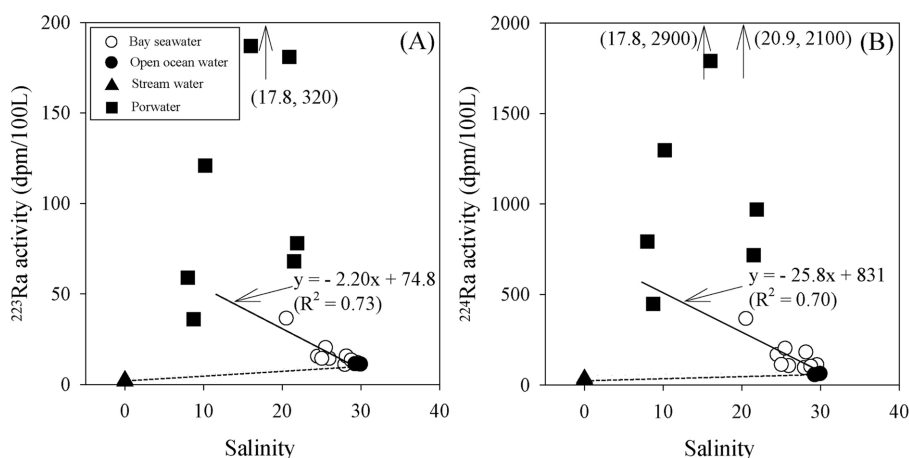 200
150
100
50
0
²²³Ra activity (dpm/100L)
(A)
Bay seawater
Open ocean water
Stream water
Porwater
(17.8, 320)
y = - 2.20x + 74.8
(R² = 0.73)
0 10 20 30 40
Salinity
2000
1500
1000
500
0
²²⁴Ra activity (dpm/100L)
(17.8, 2900) (20.9, 2100) (B)
y = - 25.8x + 831
(R² = 0.70)
0 10 20 30 40
Salinity